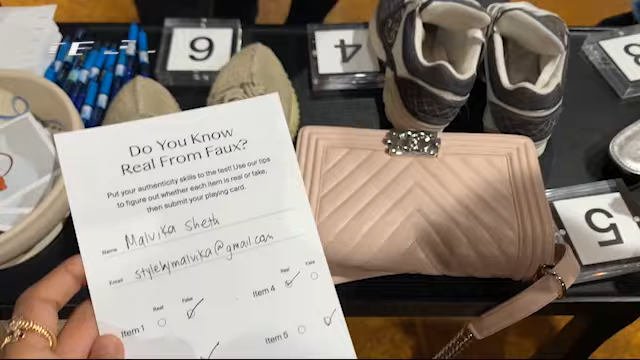 6
4
5
Do You Know
Real From Faux?
Put your authenticity skills to the test! Use our tips
to figure out whether each item is real or fake,
then submit your playing card.
Name Malvika Sheth
Email stylebymalvika@gmail.com
Real Fake
Item 1
Real Fake
Item 4
Item 5